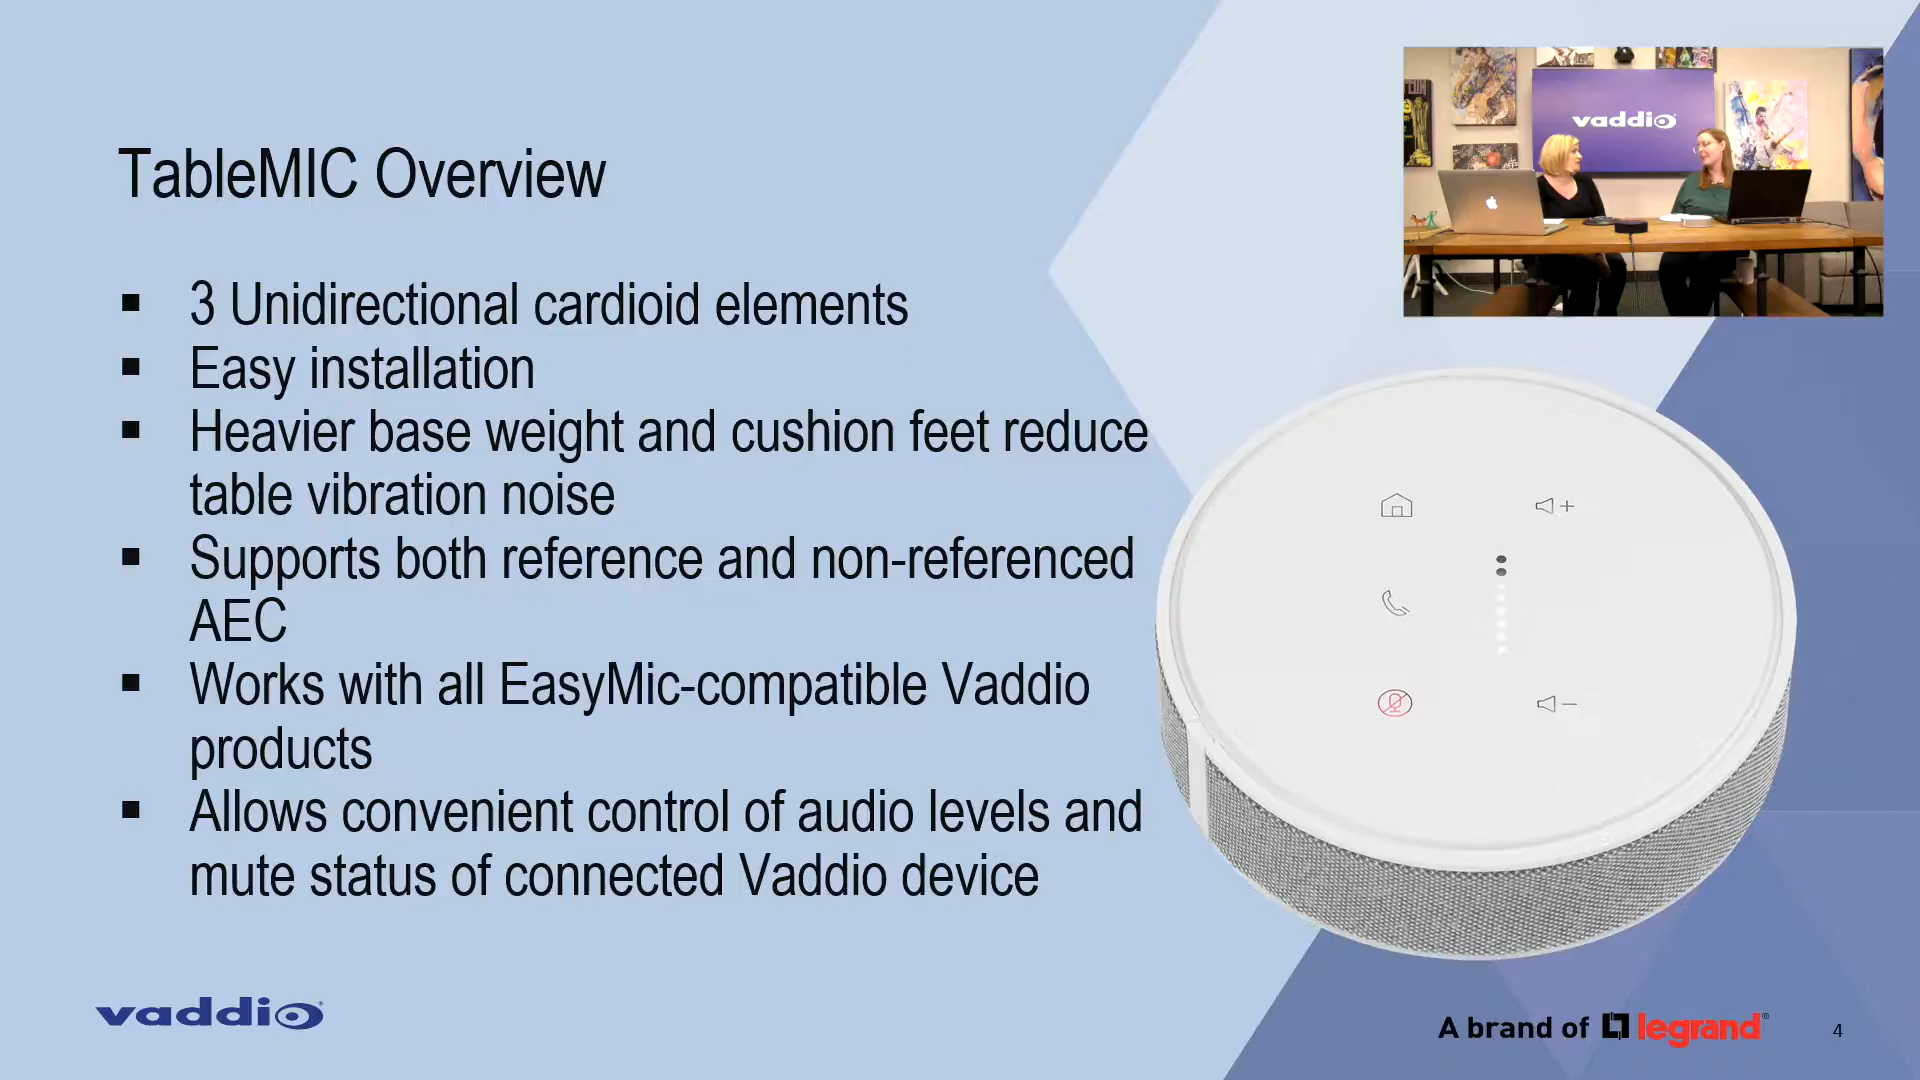 TableMIC Overview
▪ 3 Unidirectional cardioid elements
▪ Easy installation
▪ Heavier base weight and cushion feet reduce
table vibration noise
▪ Supports both reference and non-referenced
AEC
▪ Works with all EasyMic-compatible Vaddio
products
▪ Allows convenient control of audio levels and
mute status of connected Vaddio device
vaddio
vaddio
A brand of legrand®
4